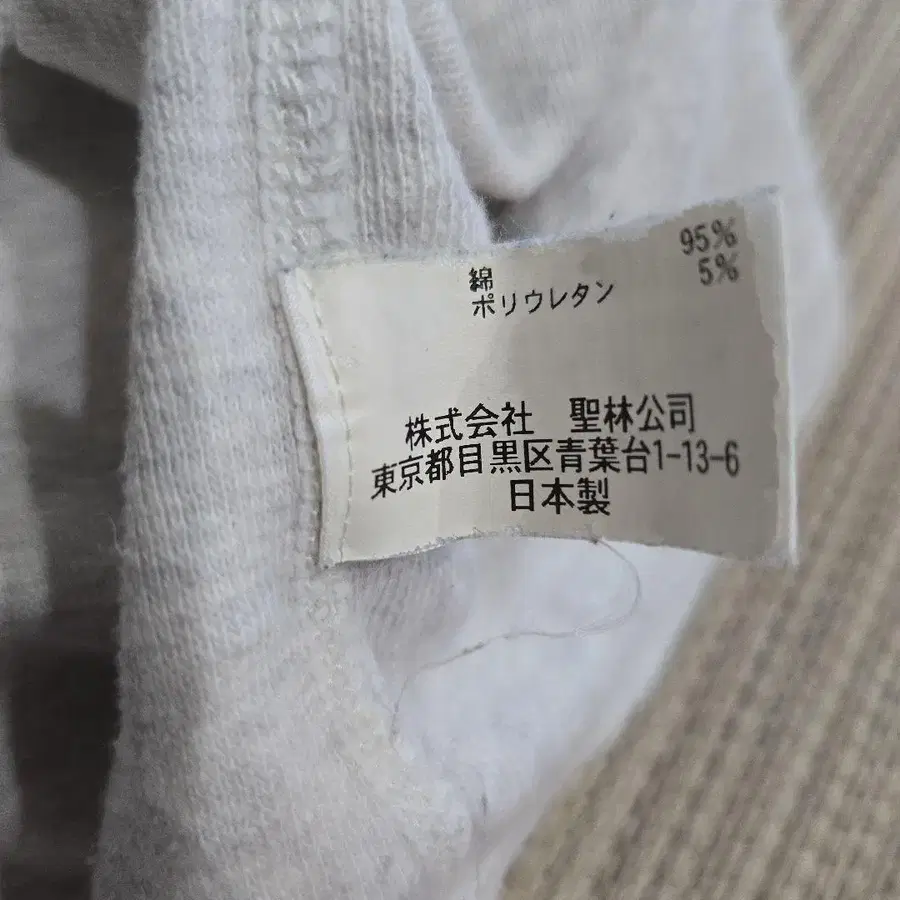 綿 95%
ポリウレタン 5%
株式会社 聖林公司
東京都目黒区青葉台1-13-6
日本製